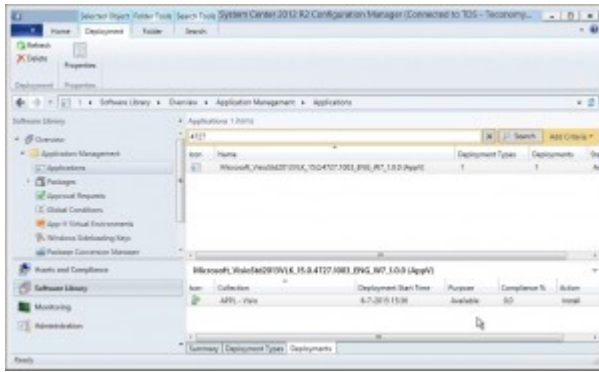 Selected Object Folder Tools Search Tools System Center 2012 R2 Configuration Manager (Connected to TOS - Teconomy...
Home Deployment Folder Search
Refresh
Delete
Properties
Deployment Properties
Software Library Overview Application Management Applications
Software Library
Applications 1 items
4727
Search Add Criteria
Overview
Icon Name Deployment Types Deployments
Application Management
Microsoft_VisioStd2013VLK_15.0.4727.1003_ENG_W7_1.0.0 (AppV) 1 1
Applications
Packages
Approval Requests
Global Conditions
App-V Virtual Environments
Windows Sideloading Keys
Package Conversion Manager
Assets and Compliance
Microsoft_VisioStd2013VLK_15.0.4727.1003_ENG_W7_1.0.0 (AppV)
Software Library
Icon Collection Deployment Start Time Purpose Compliance % Action
APPL - Visio 6-7-2015 15:36 Available 0.0 Install
Monitoring
Administration
Summary Deployment Types Deployments
Ready